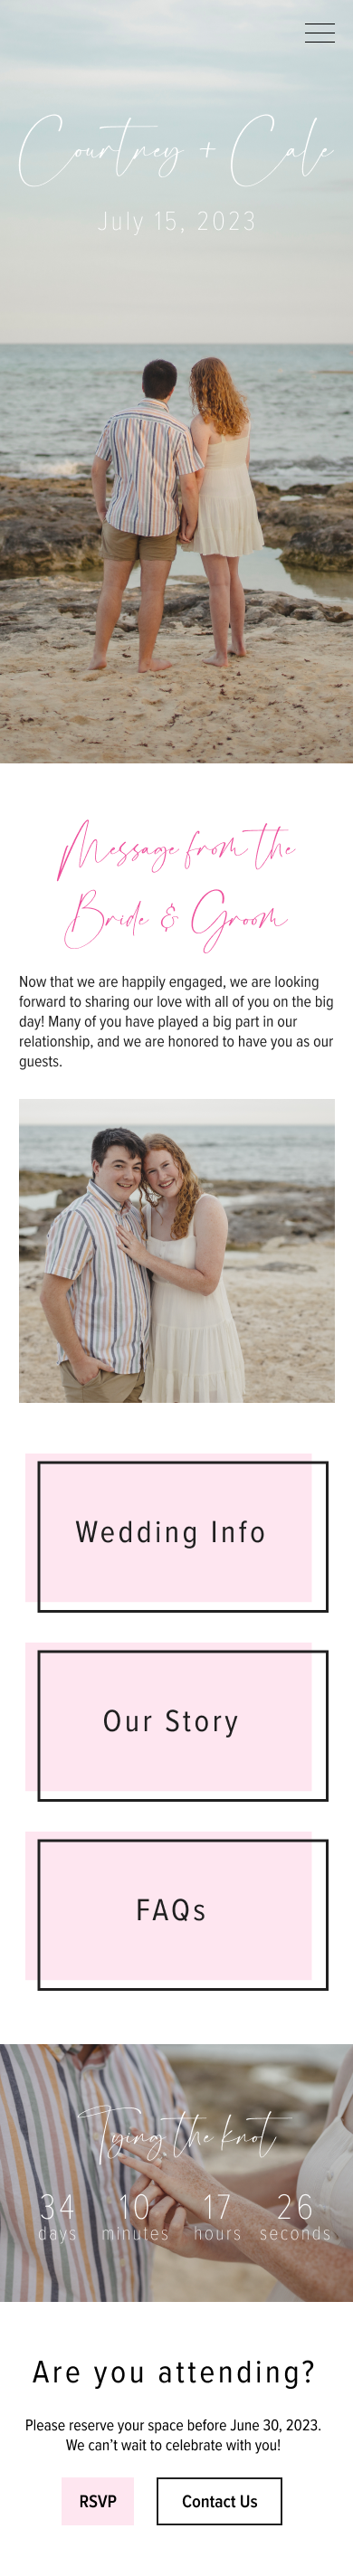 Courtney + Cale
July 15, 2023
Message from the
Bride & Groom
Now that we are happily engaged, we are looking
forward to sharing our love with all of you on the big
day! Many of you have played a big part in our
relationship, and we are honored to have you as our
guests.
Wedding Info
Our Story
FAQs
Tying the knot
34 10 17 26
days minutes hours seconds
Are you attending?
Please reserve your space before June 30, 2023.
We can't wait to celebrate with you!
RSVP Contact Us